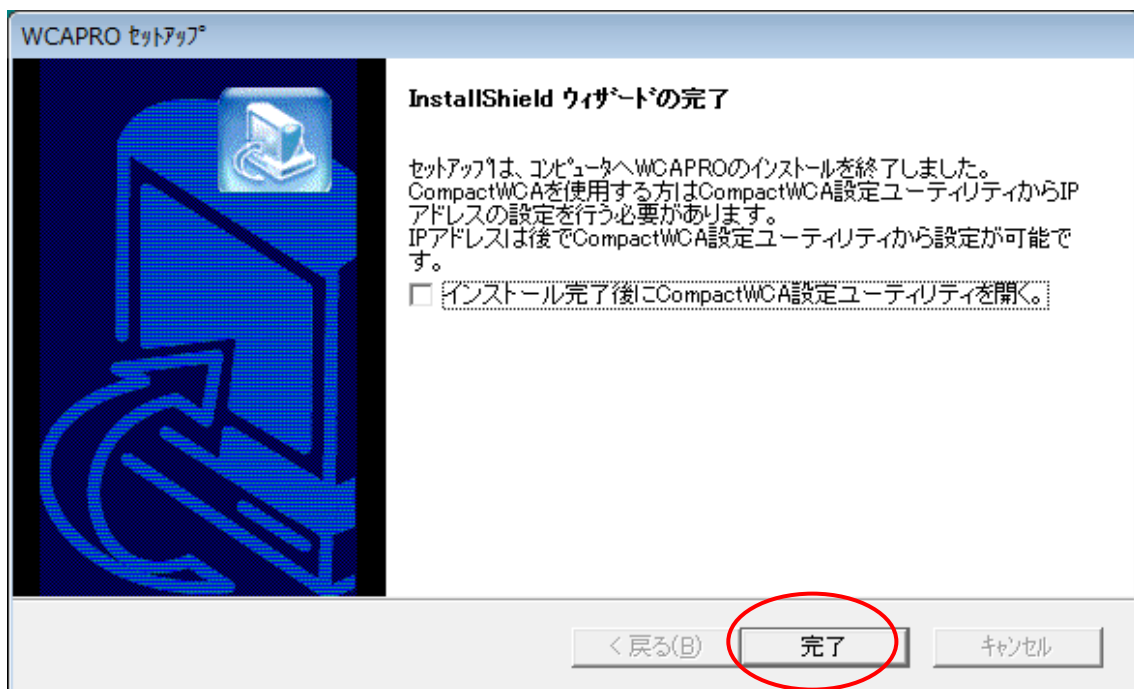 WCAPRO ｾｯﾄｱｯﾌﾟ
InstallShield ｳｨｻﾞｰﾄﾞの完了
ｾｯﾄｱｯﾌﾟは、ｺﾝﾋﾟｭｰﾀへWCAPROのインストールを終了しました。
CompactWCAを使用する方はCompactWCA設定ユーティリティからIP
アドレスの設定を行う必要があります。
IPアドレスは後でCompactWCA設定ユーティリティから設定が可能で
す。
インストール完了後にCompactWCA設定ユーティリティを開く。
< 戻る(B)
完了
ｷｬﾝｾﾙ